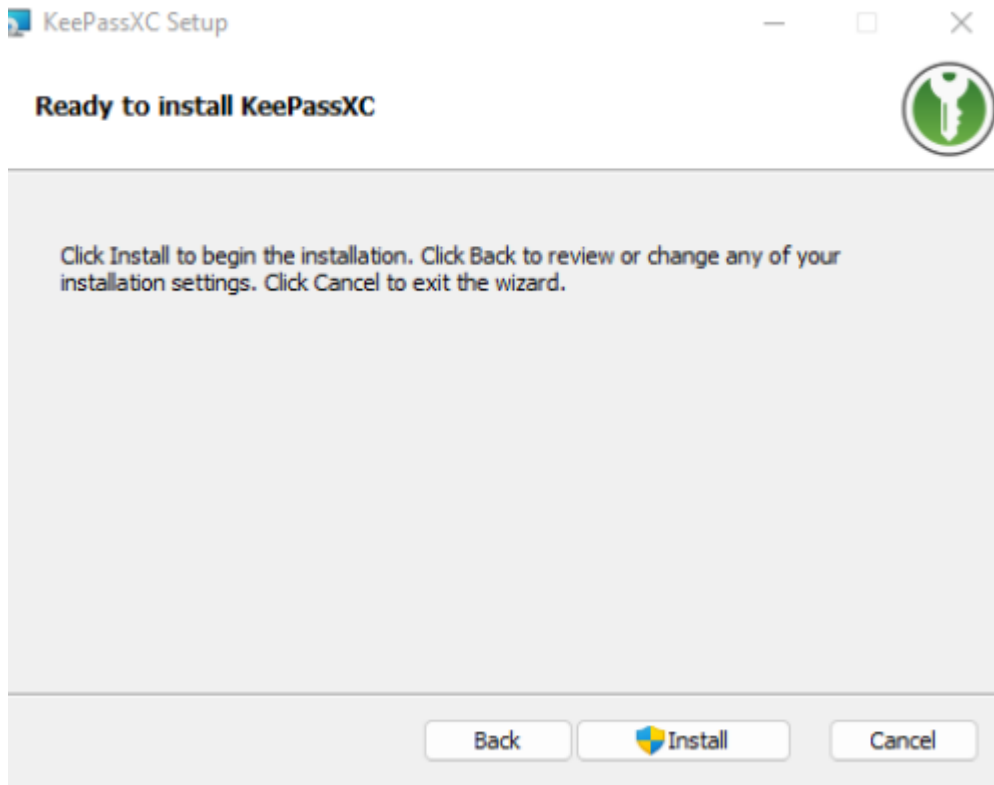 KeePassXC Setup
Ready to install KeePassXC
Click Install to begin the installation. Click Back to review or change any of your
installation settings. Click Cancel to exit the wizard.
Back
Install
Cancel